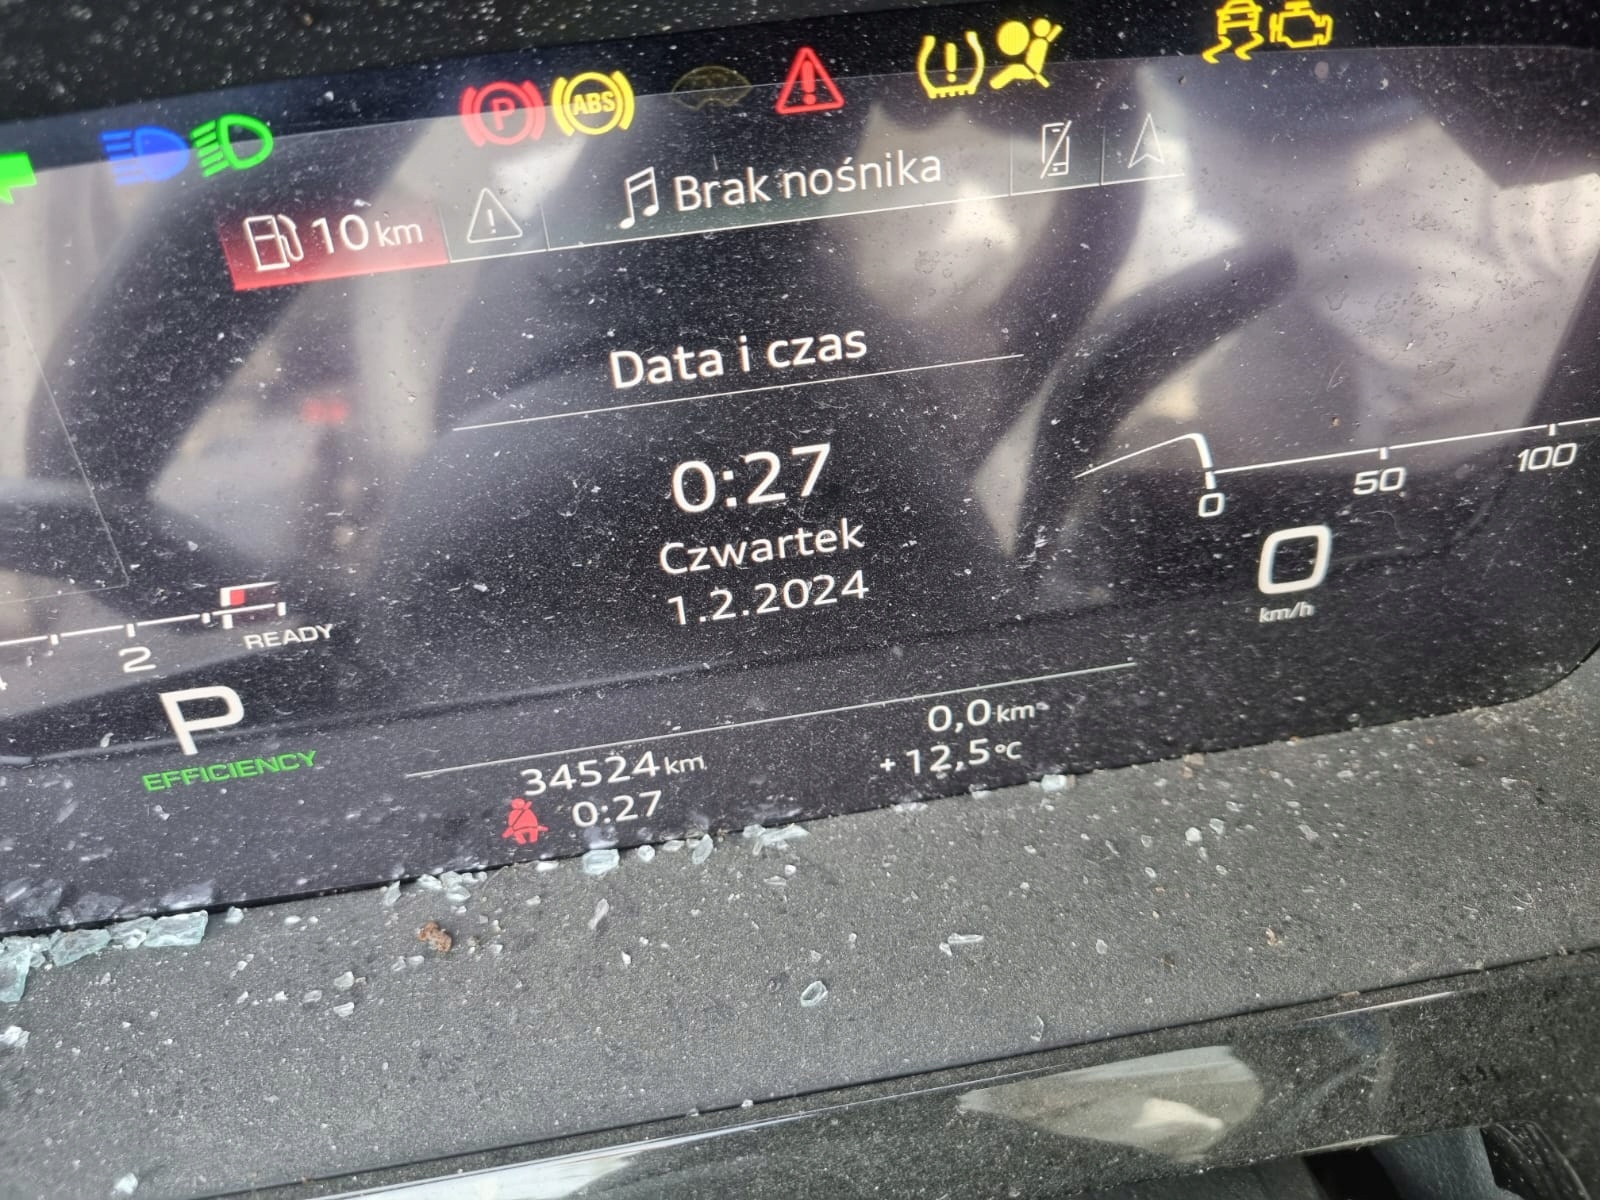 P
ABS
10 km
Brak nośnika
Data i czas
0:27
Czwartek
1.2.2024
0 50 100
0
km/h
2
READY
P
EFFICIENCY
34524 km
0,0 km
0:27
+12,5 °C